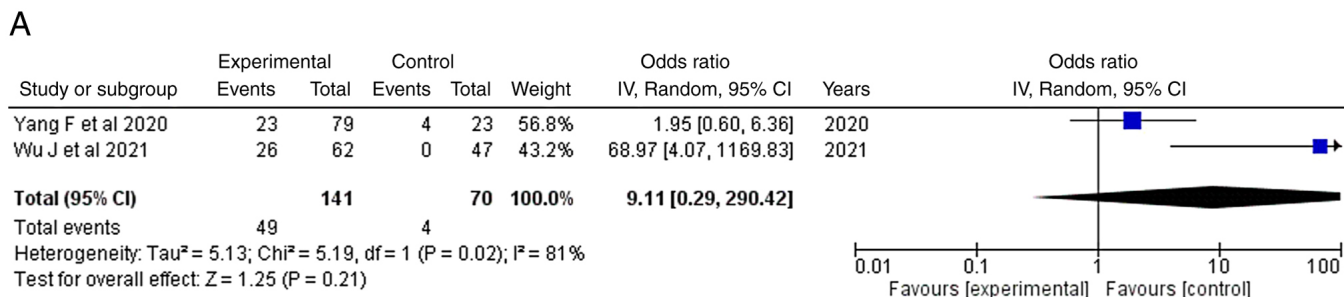 A
Experimental Control Odds ratio Odds ratio
Study or subgroup Events Total Events Total Weight IV, Random, 95% CI Years IV, Random, 95% CI
Yang F et al 2020 23 79 4 23 56.8% 1.95 [0.60, 6.36] 2020
Wu J et al 2021 26 62 0 47 43.2% 68.97 [4.07, 1169.83] 2021
Total (95% CI) 141 70 100.0% 9.11 [0.29, 290.42]
Total events 49 4
Heterogeneity: Tau² = 5.13; Chi² = 5.19, df = 1 (P = 0.02); I² = 81%
Test for overall effect: Z = 1.25 (P = 0.21)
0.01 0.1 1 10 100
Favours [experimental] Favours [control]